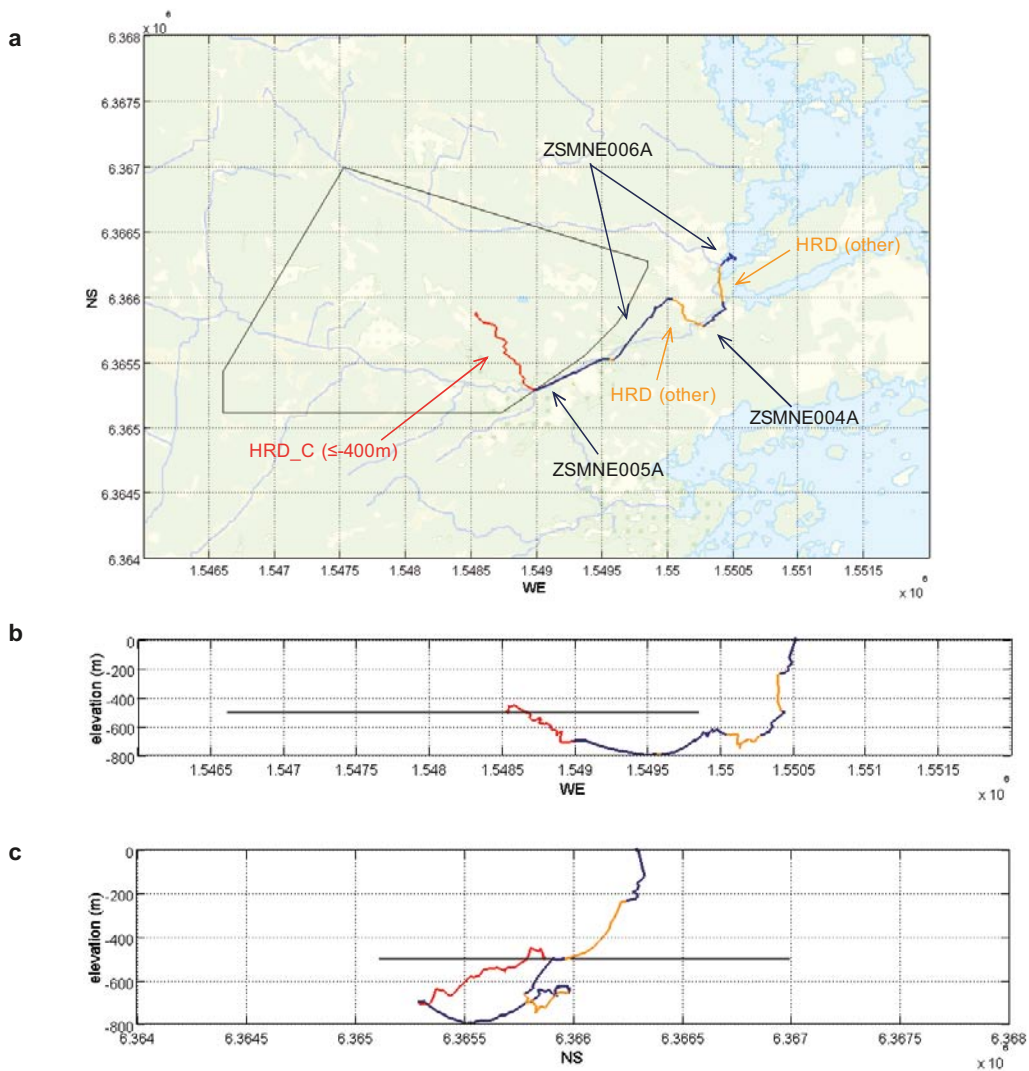 a
x 10⁶
6.368
6.3675
6.367
6.3665
6.366
6.3655
6.365
6.3645
6.364
NS
ZSMNE006A
HRD (other)
HRD (other)
ZSMNE004A
HRD_C (≤-400m)
ZSMNE005A
1.5465 1.547 1.5475 1.548 1.5485 1.549 1.5495 1.55 1.5505 1.551 1.5515
WE
x 10⁶
b
elevation (m)
0
-200
-400
-600
-800
1.5465 1.547 1.5475 1.548 1.5485 1.549 1.5495 1.55 1.5505 1.551 1.5515
WE
x 10⁶
c
elevation (m)
0
-200
-400
-600
-800
6.364 6.3645 6.365 6.3655 6.366 6.3665 6.367 6.3675 6.368
NS
x 10⁶